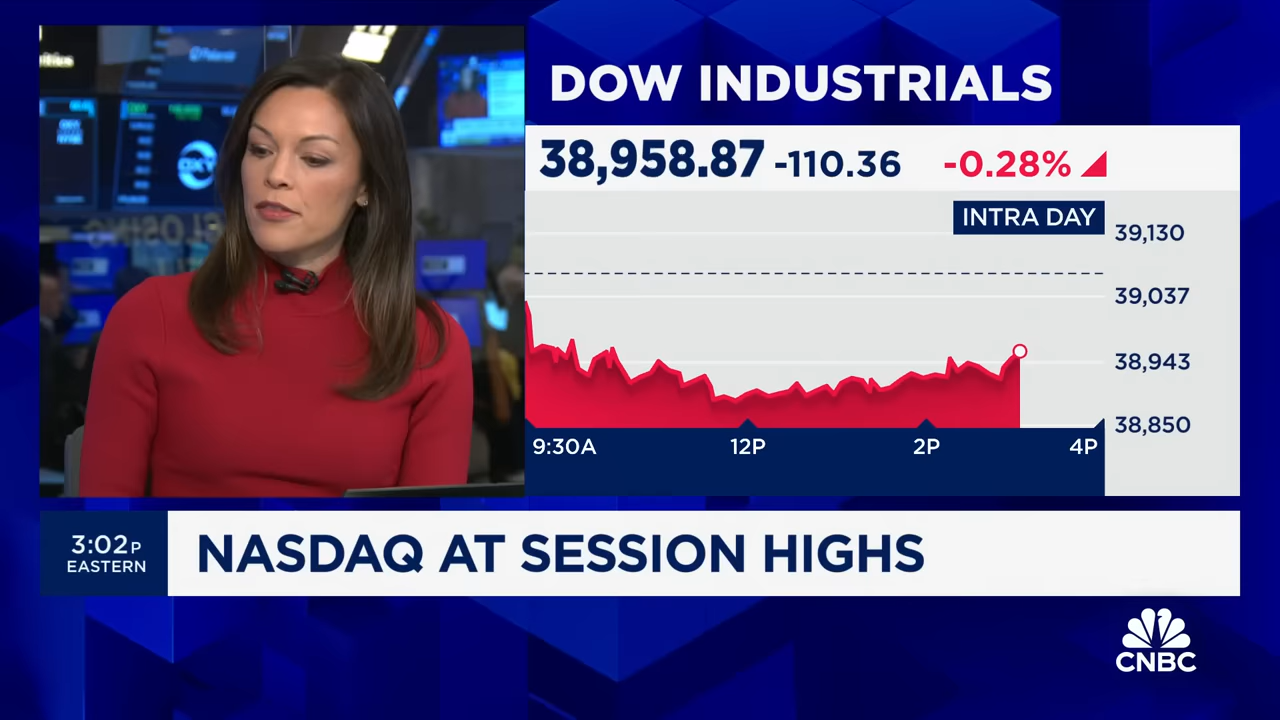 DOW INDUSTRIALS
38,958.87 -110.36 -0.28%
INTRA DAY
39,130
39,037
38,943
38,850
9:30A 12P 2P 4P
OXY
3:02P
EASTERN
NASDAQ AT SESSION HIGHS
CNBC